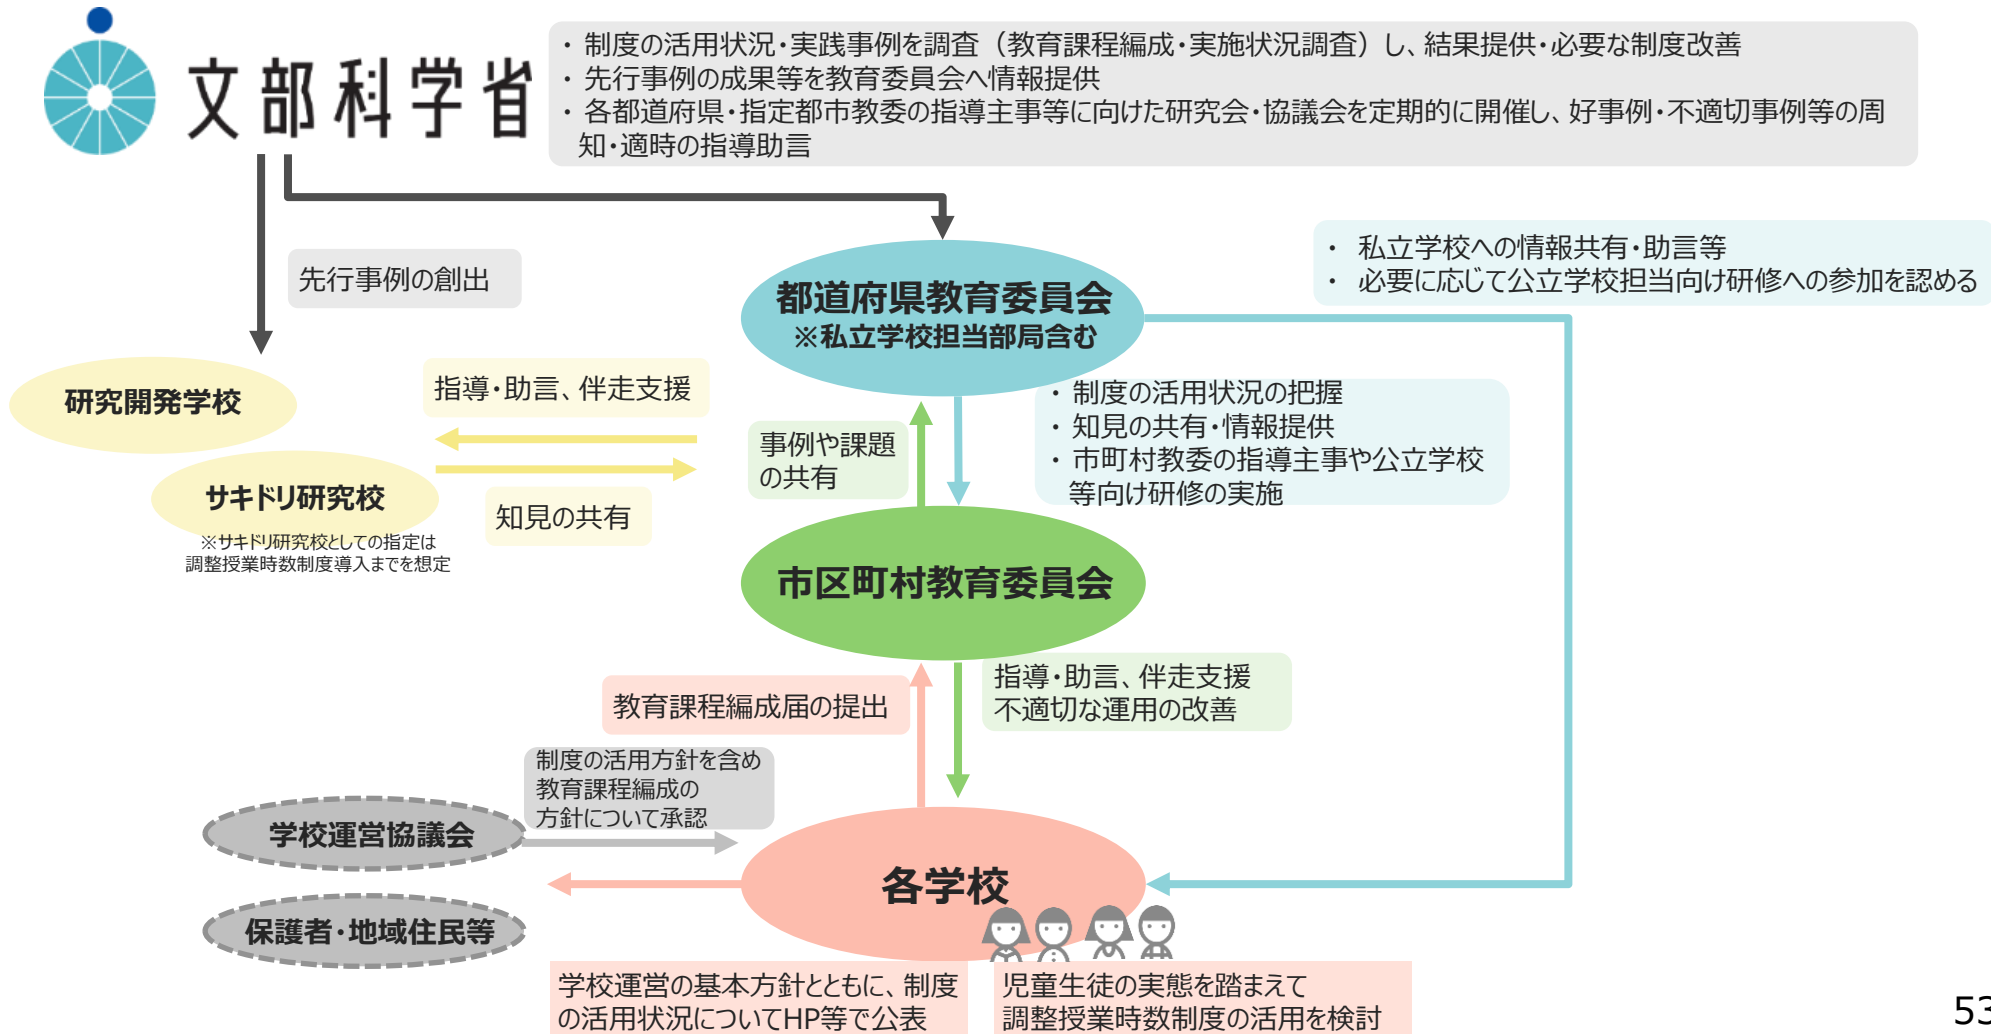 文部科学省
・ 制度の活用状況・実践事例を調査（教育課程編成・実施状況調査）し、結果提供・必要な制度改善
・ 先行事例の成果等を教育委員会へ情報提供
・ 各都道府県・指定都市教委の指導主事等に向けた研究会・協議会を定期的に開催し、好事例・不適切事例等の周
知・適時の指導助言
先行事例の創出
都道府県教育委員会
※私立学校担当部局含む
・ 私立学校への情報共有・助言等
・ 必要に応じて公立学校担当向け研修への参加を認める
研究開発学校
サキドリ研究校
※サキドリ研究校としての指定は
調整授業時数制度導入までを想定
指導・助言、伴走支援
知見の共有
事例や課題
の共有
・ 制度の活用状況の把握
・ 知見の共有・情報提供
・ 市町村教委の指導主事や公立学校
等向け研修の実施
市区町村教育委員会
教育課程編成届の提出
指導・助言、伴走支援
不適切な運用の改善
制度の活用方針を含め
教育課程編成の
方針について承認
学校運営協議会
保護者・地域住民等
各学校
学校運営の基本方針とともに、制度
の活用状況についてHP等で公表
児童生徒の実態を踏まえて
調整授業時数制度の活用を検討
53